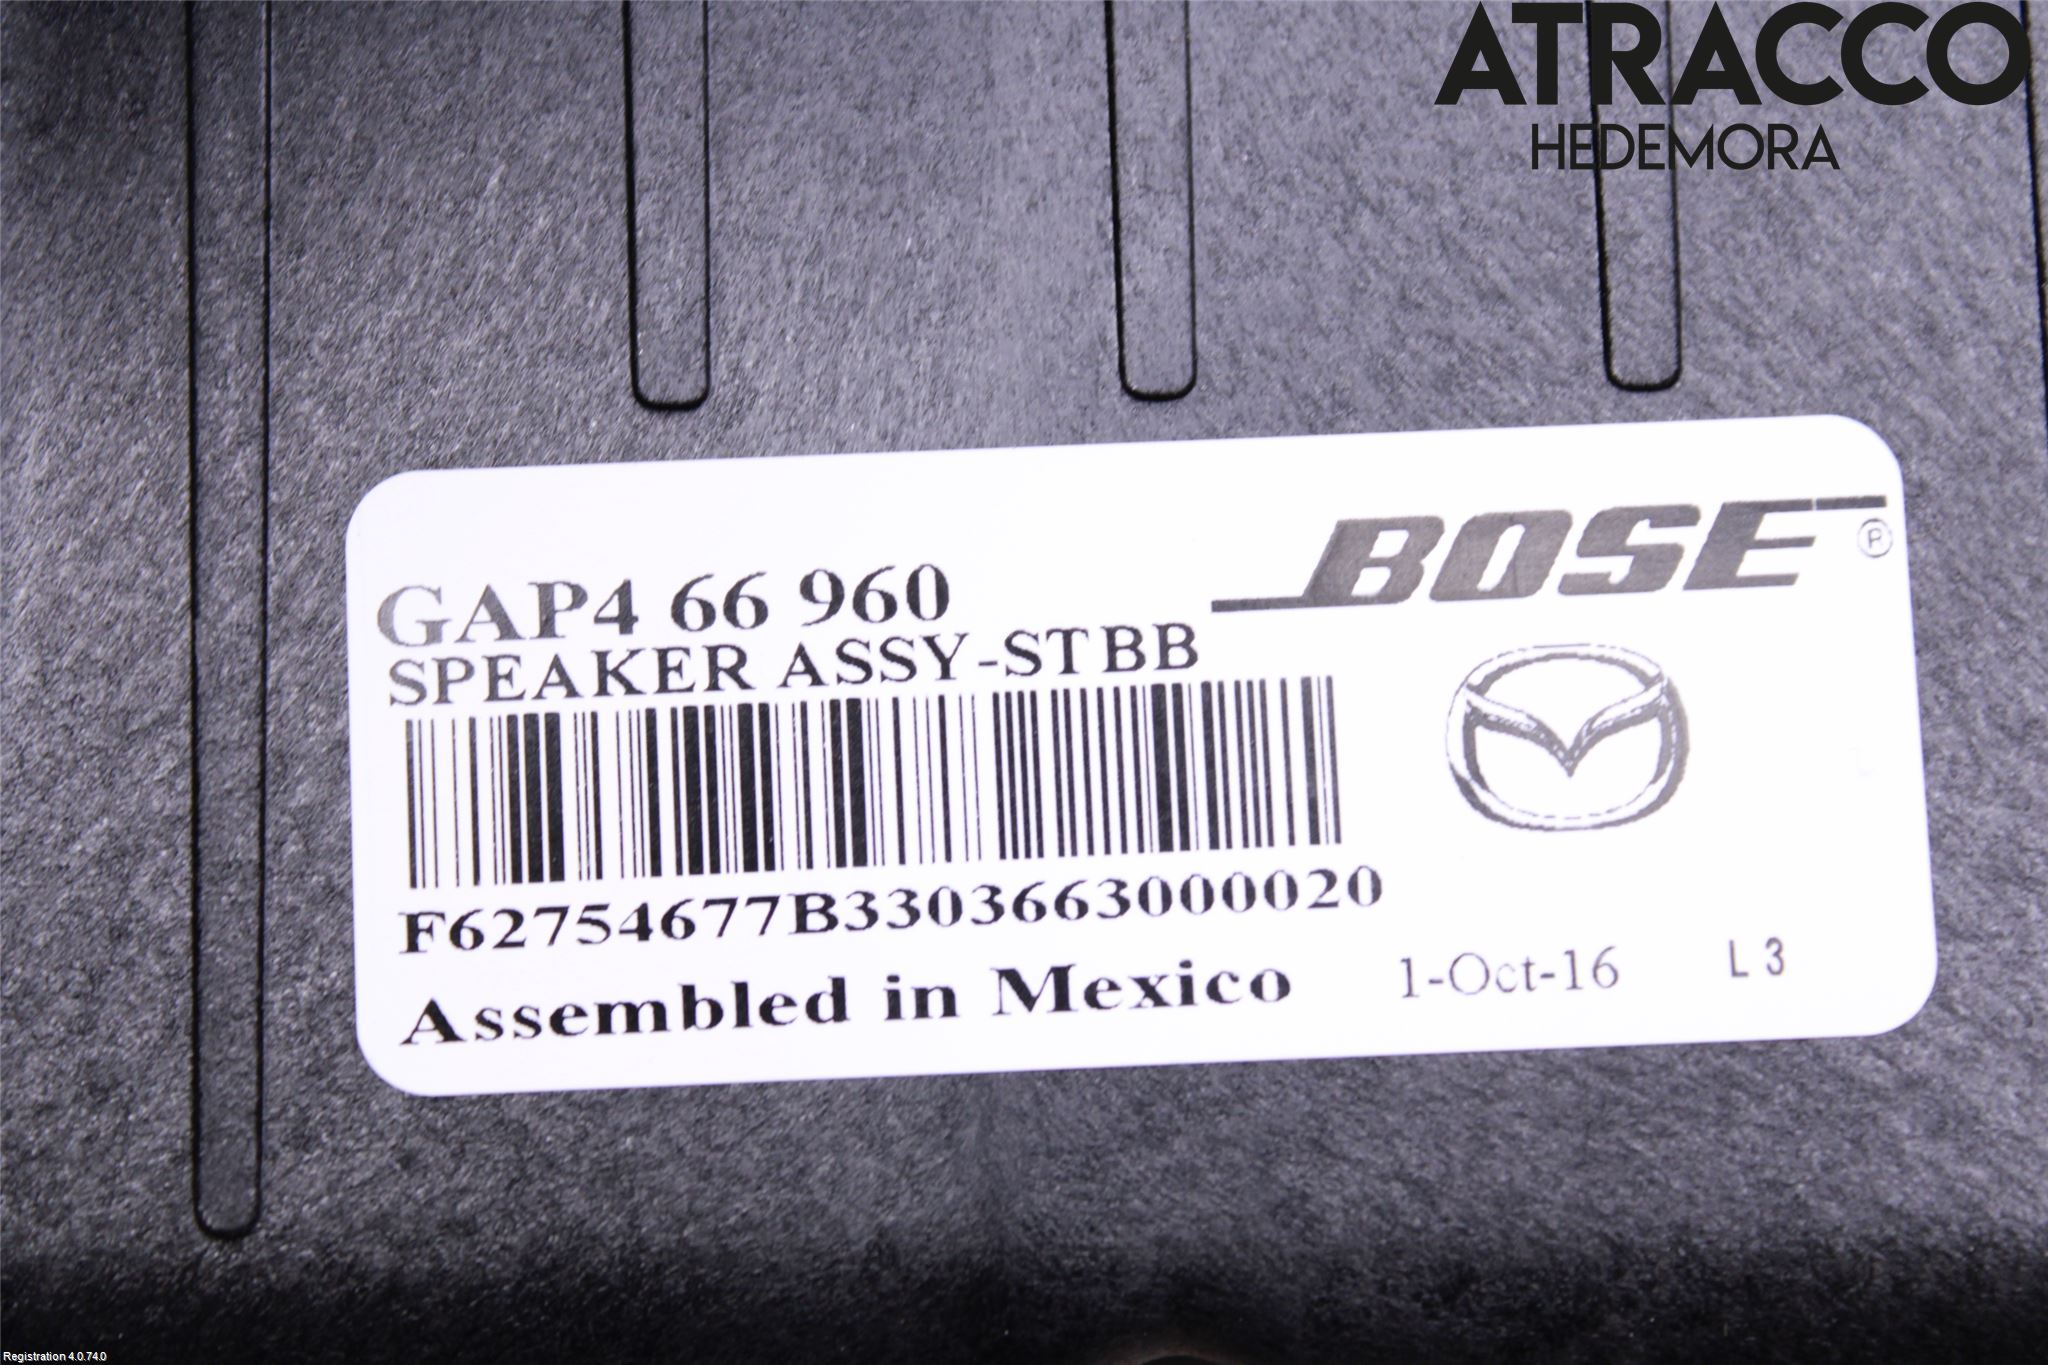 ATRACCO
HEDEMORA
BOSE®
GAP4 66 960
SPEAKER ASSY-STBB
F62754677B3303663000020
Assembled in Mexico 1-Oct-16 L3
Registration 4.0.74.0